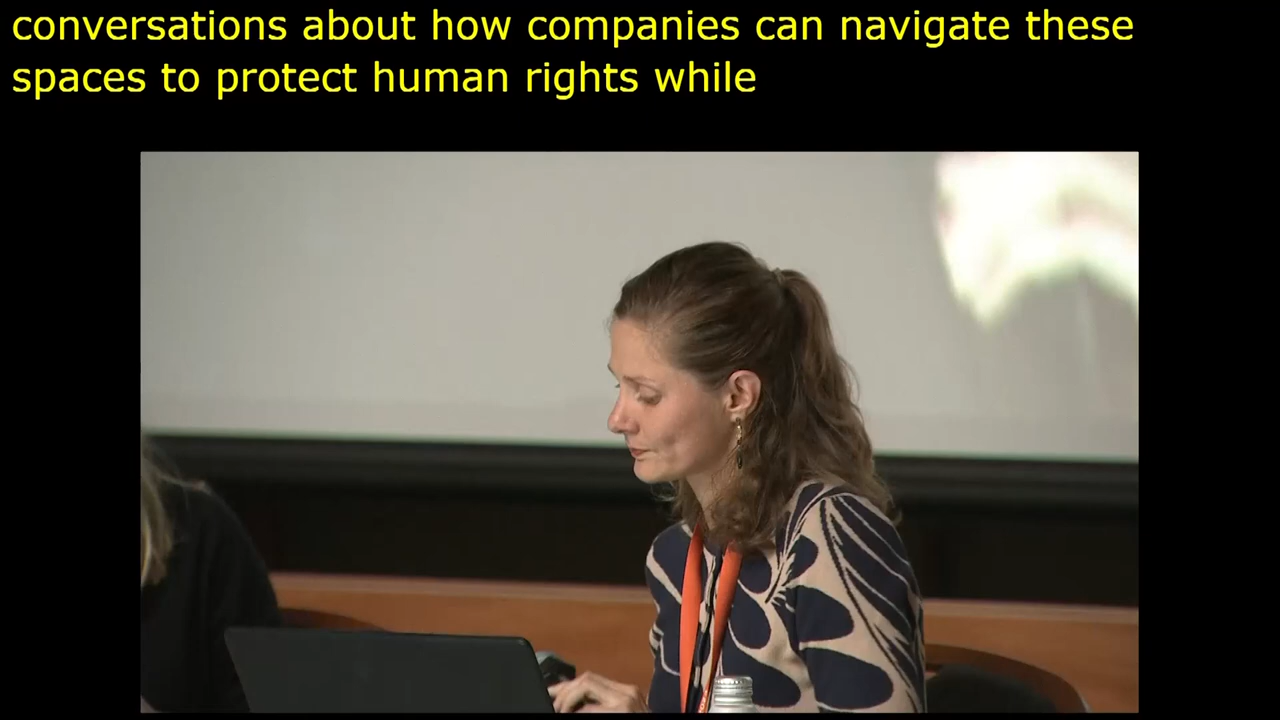 conversations about how companies can navigate these
spaces to protect human rights while